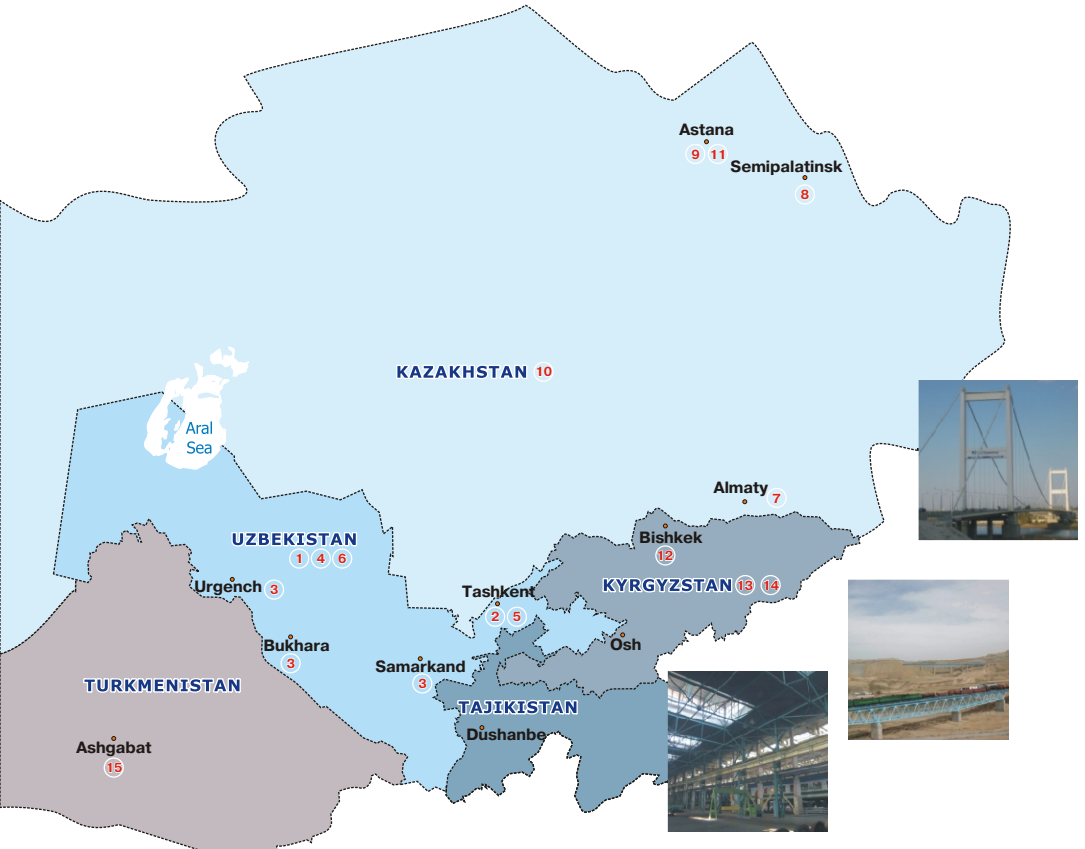 Astana
9 11
Semipalatinsk
8
KAZAKHSTAN 10
Aral
Sea
Almaty 7
UZBEKISTAN
1 4 6
Bishkek
12
Urgench 3
Tashkent
2 5
KYRGYZSTAN 13 14
Bukhara
3
Samarkand
3
Osh
TURKMENISTAN
TAJIKISTAN
Dushanbe
Ashgabat
15